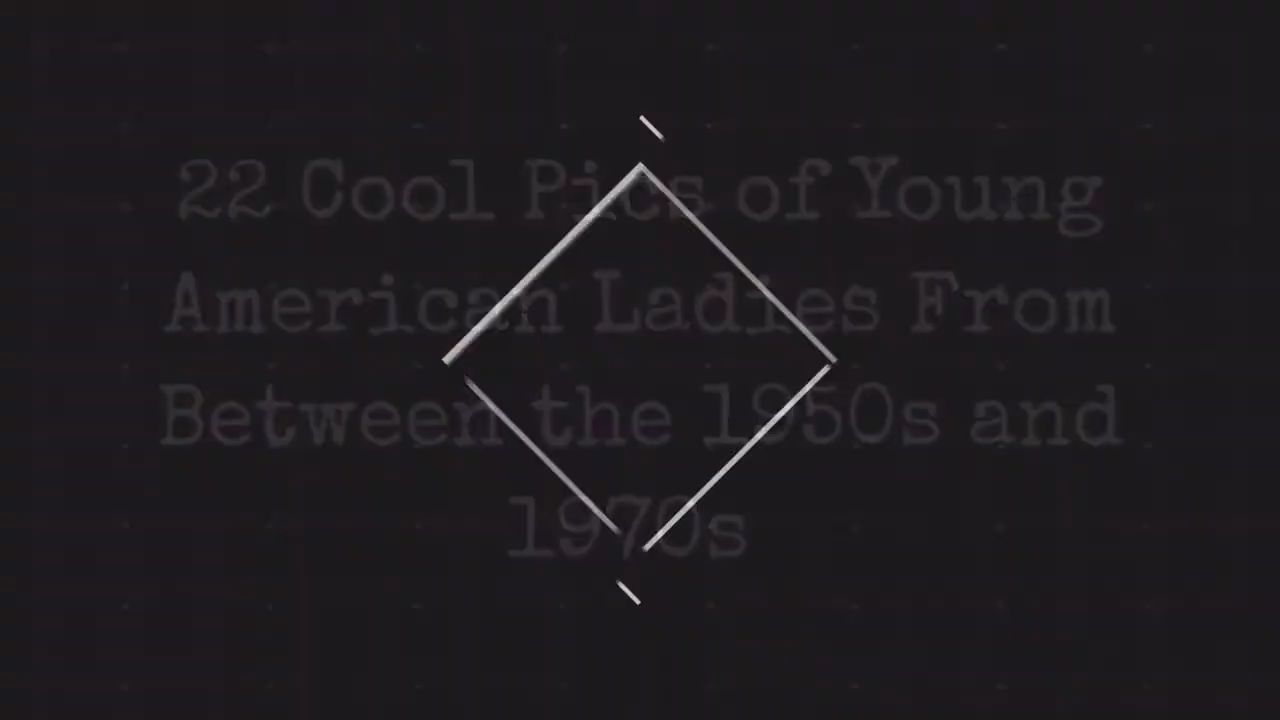 22 Cool Pics of Young
American Ladies From
Between the 1950s and
1970s